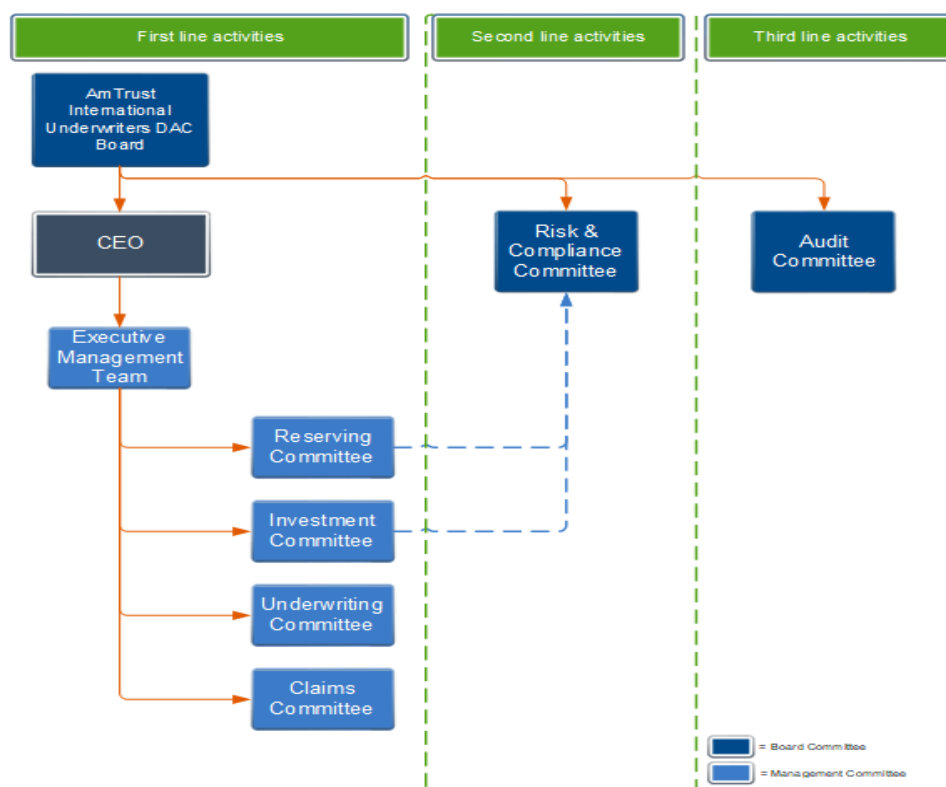 First line activities
Second line activities
Third line activities
AmTrust
International
Underwriters DAC
Board
CEO
Risk &
Compliance
Committee
Audit
Committee
Executive
Management
Team
Reserving
Committee
Investment
Committee
Underwriting
Committee
Claims
Committee
= Board Committee
= Management Committee